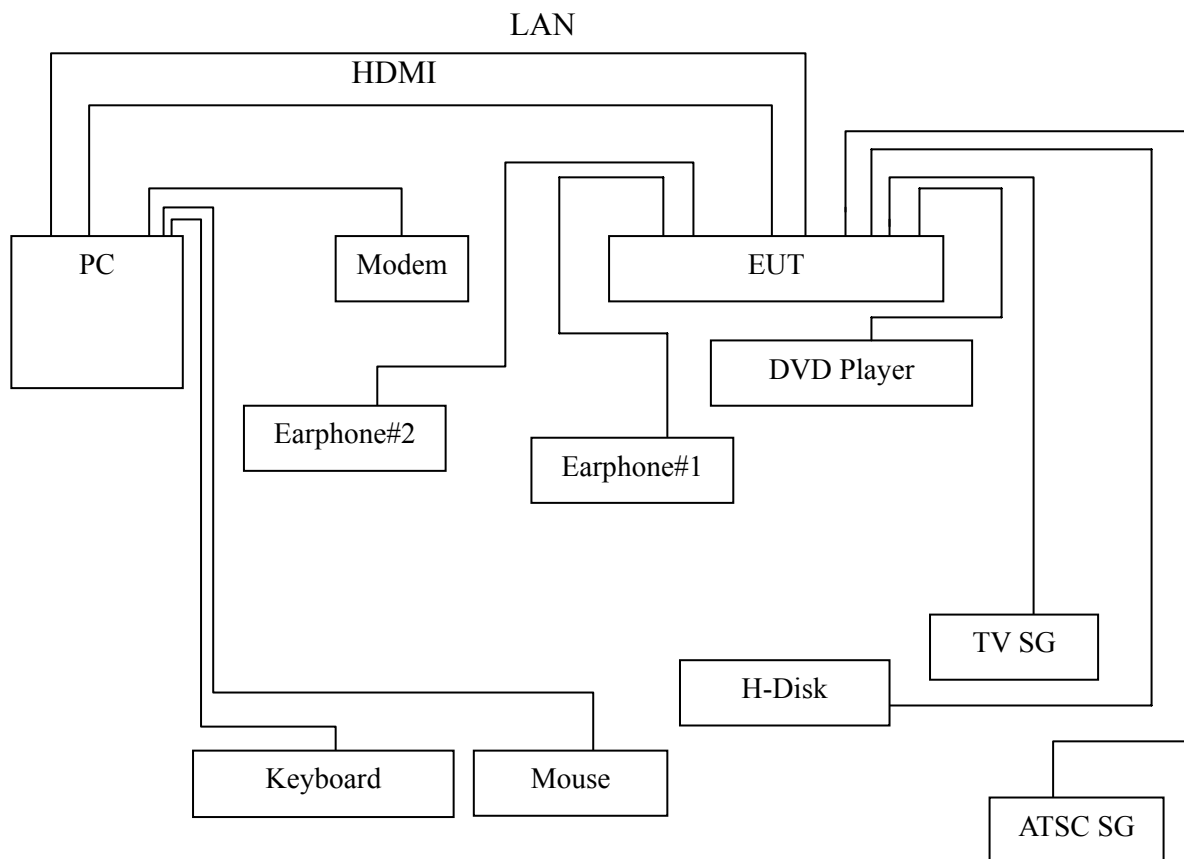 LAN
HDMI
PC
Modem
EUT
DVD Player
Earphone#2
Earphone#1
TV SG
H-Disk
Keyboard
Mouse
ATSC SG